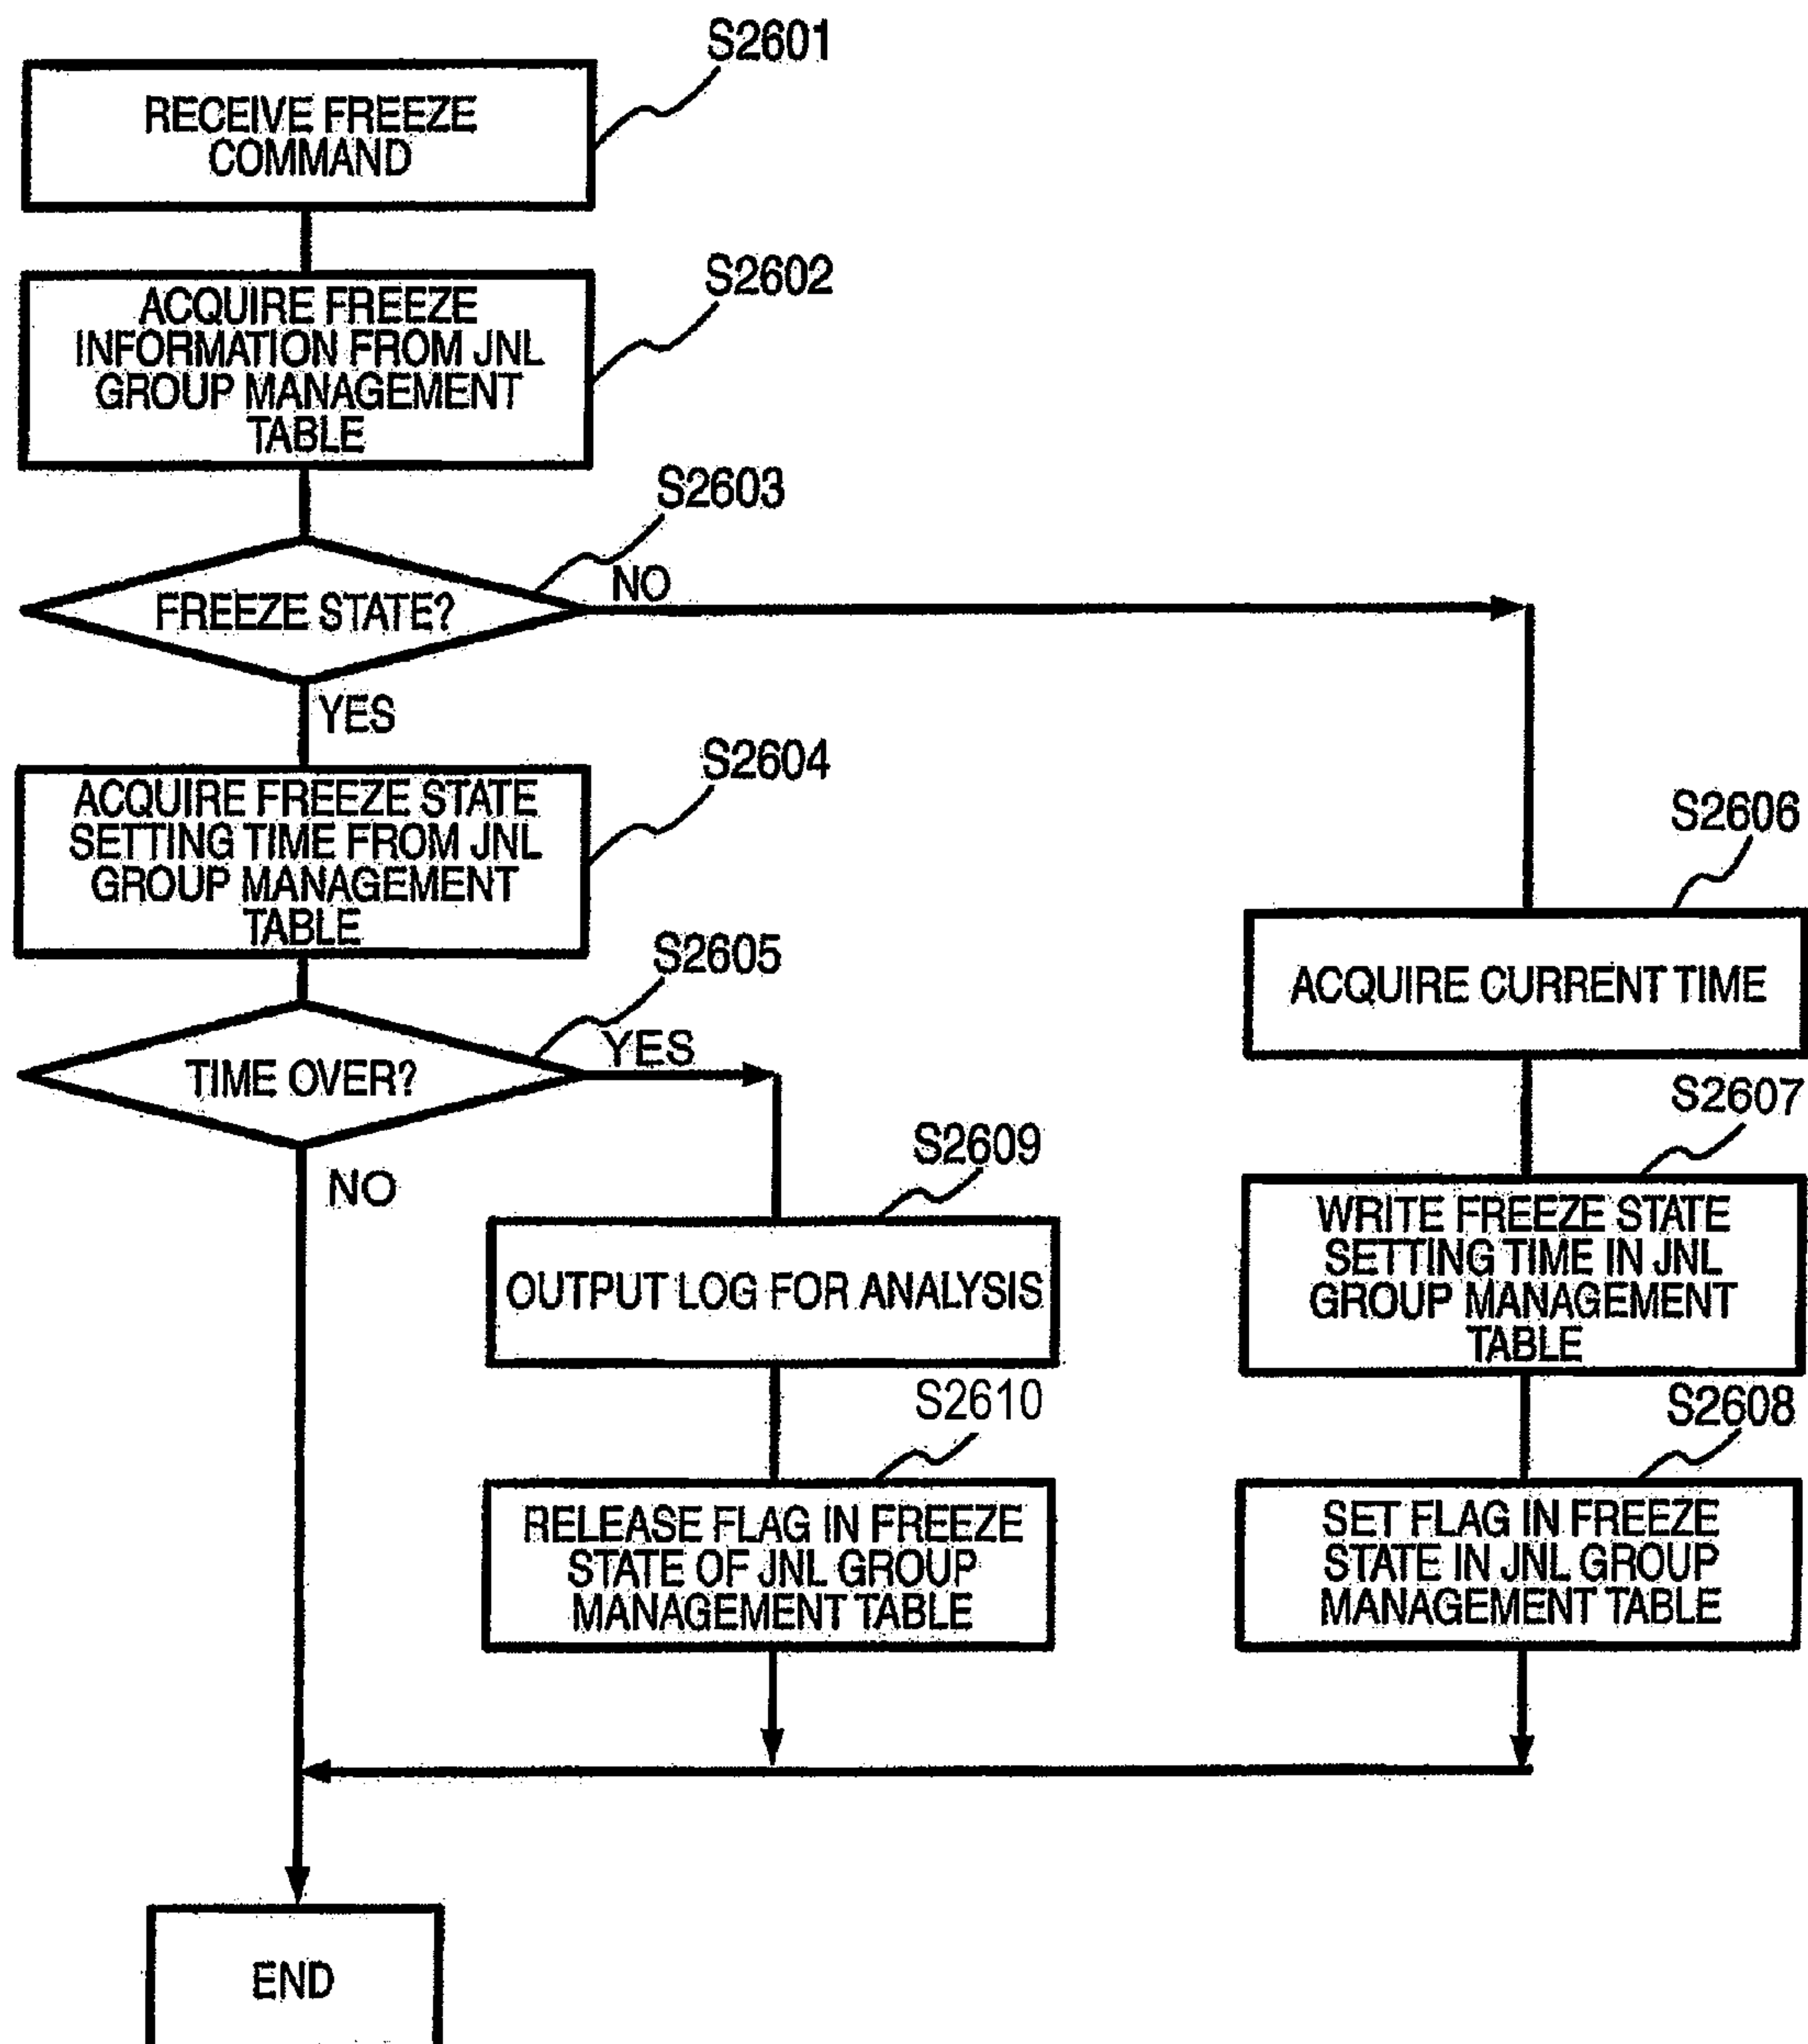 S2601
RECEIVE FREEZE
COMMAND
S2602
ACQUIRE FREEZE
INFORMATION FROM JNL
GROUP MANAGEMENT
TABLE
S2603
FREEZE STATE?
NO
YES
S2604
ACQUIRE FREEZE STATE
SETTING TIME FROM JNL
GROUP MANAGEMENT
TABLE
S2605
TIME OVER?
YES
NO
S2606
ACQUIRE CURRENT TIME
S2607
WRITE FREEZE STATE
SETTING TIME IN JNL
GROUP MANAGEMENT
TABLE
S2608
SET FLAG IN FREEZE
STATE IN JNL GROUP
MANAGEMENT TABLE
S2609
OUTPUT LOG FOR ANALYSIS
S2610
RELEASE FLAG IN FREEZE
STATE OF JNL GROUP
MANAGEMENT TABLE
END